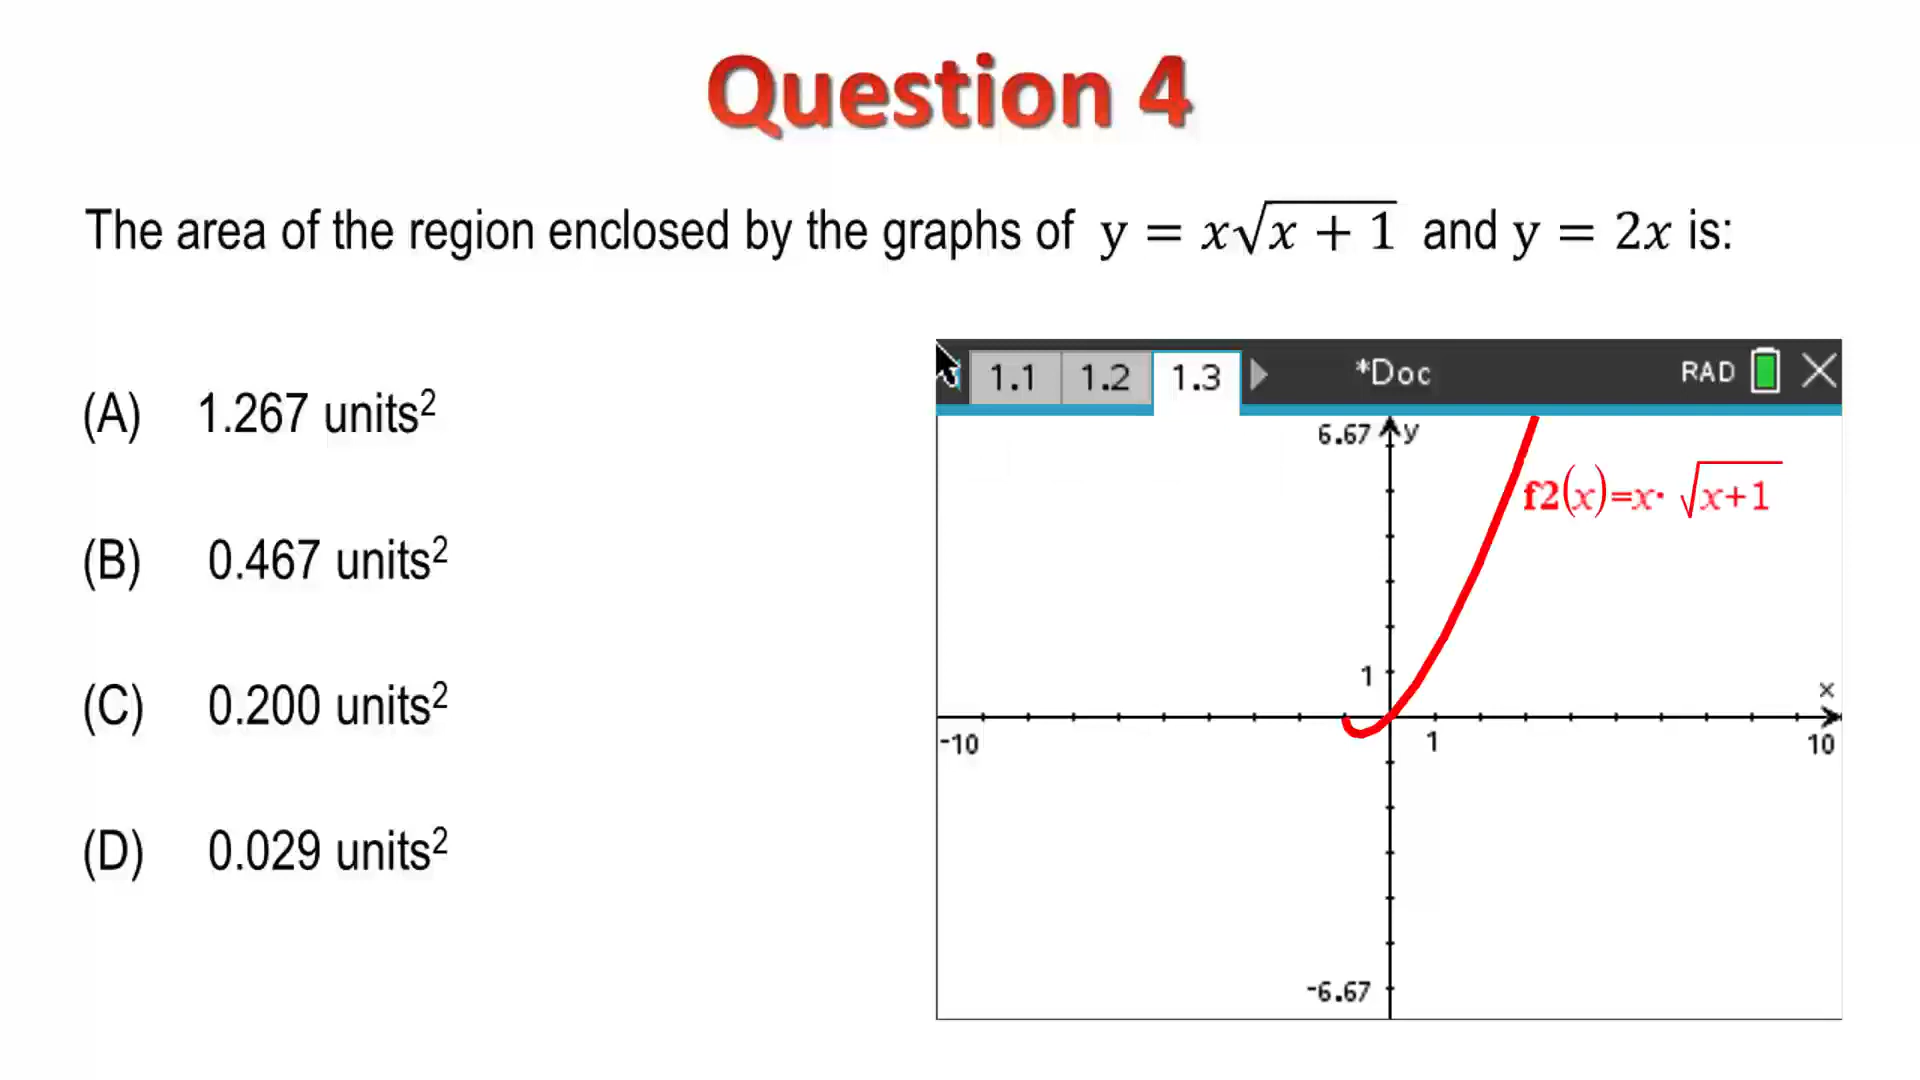 Question 4
The area of the region enclosed by the graphs of y = x√(x + 1) and y = 2x is:
(A) 1.267 units²
(B) 0.467 units²
(C) 0.200 units²
(D) 0.029 units²
1.1 1.2 1.3 *Doc RAD
6.67 y
f2(x)=x·√(x+1)
1
x
-10 1 10
-6.67